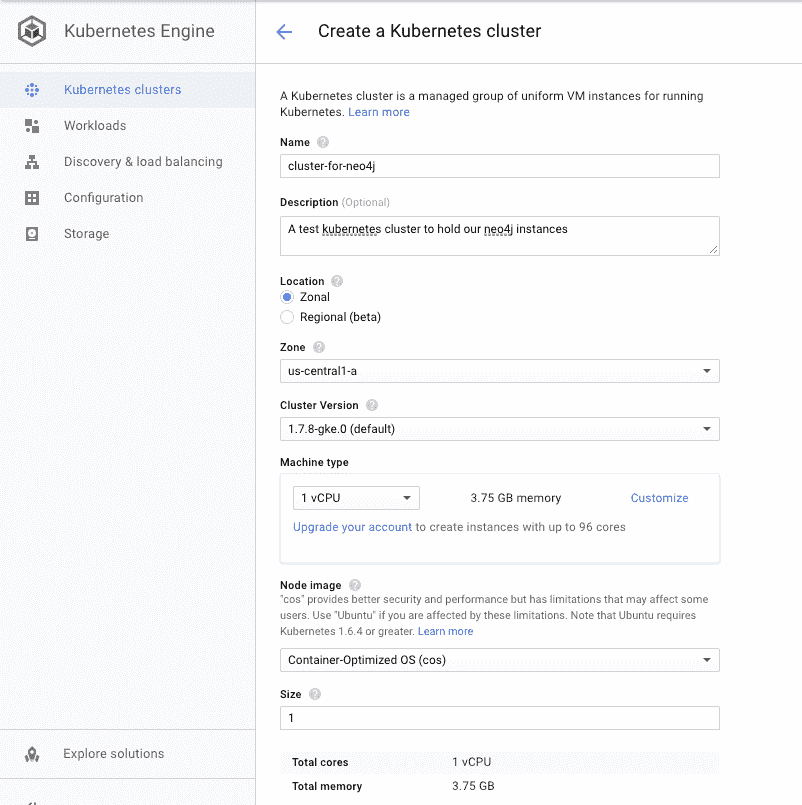 Kubernetes Engine
Create a Kubernetes cluster
Kubernetes clusters
Workloads
Discovery & load balancing
Configuration
Storage
Explore solutions
A Kubernetes cluster is a managed group of uniform VM instances for running
Kubernetes. Learn more
Name
cluster-for-neo4j
Description (Optional)
A test kubernetes cluster to hold our neo4j instances
Location
Zonal
Regional (beta)
Zone
us-central1-a
Cluster Version
1.7.8-gke.0 (default)
Machine type
1 vCPU 3.75 GB memory Customize
Upgrade your account to create instances with up to 96 cores
Node image
"cos" provides better security and performance but has limitations that may affect some
users. Use "Ubuntu" if you are affected by these limitations. Note that Ubuntu requires
Kubernetes 1.6.4 or greater. Learn more
Container-Optimized OS (cos)
Size
1
Total cores 1 vCPU
Total memory 3.75 GB